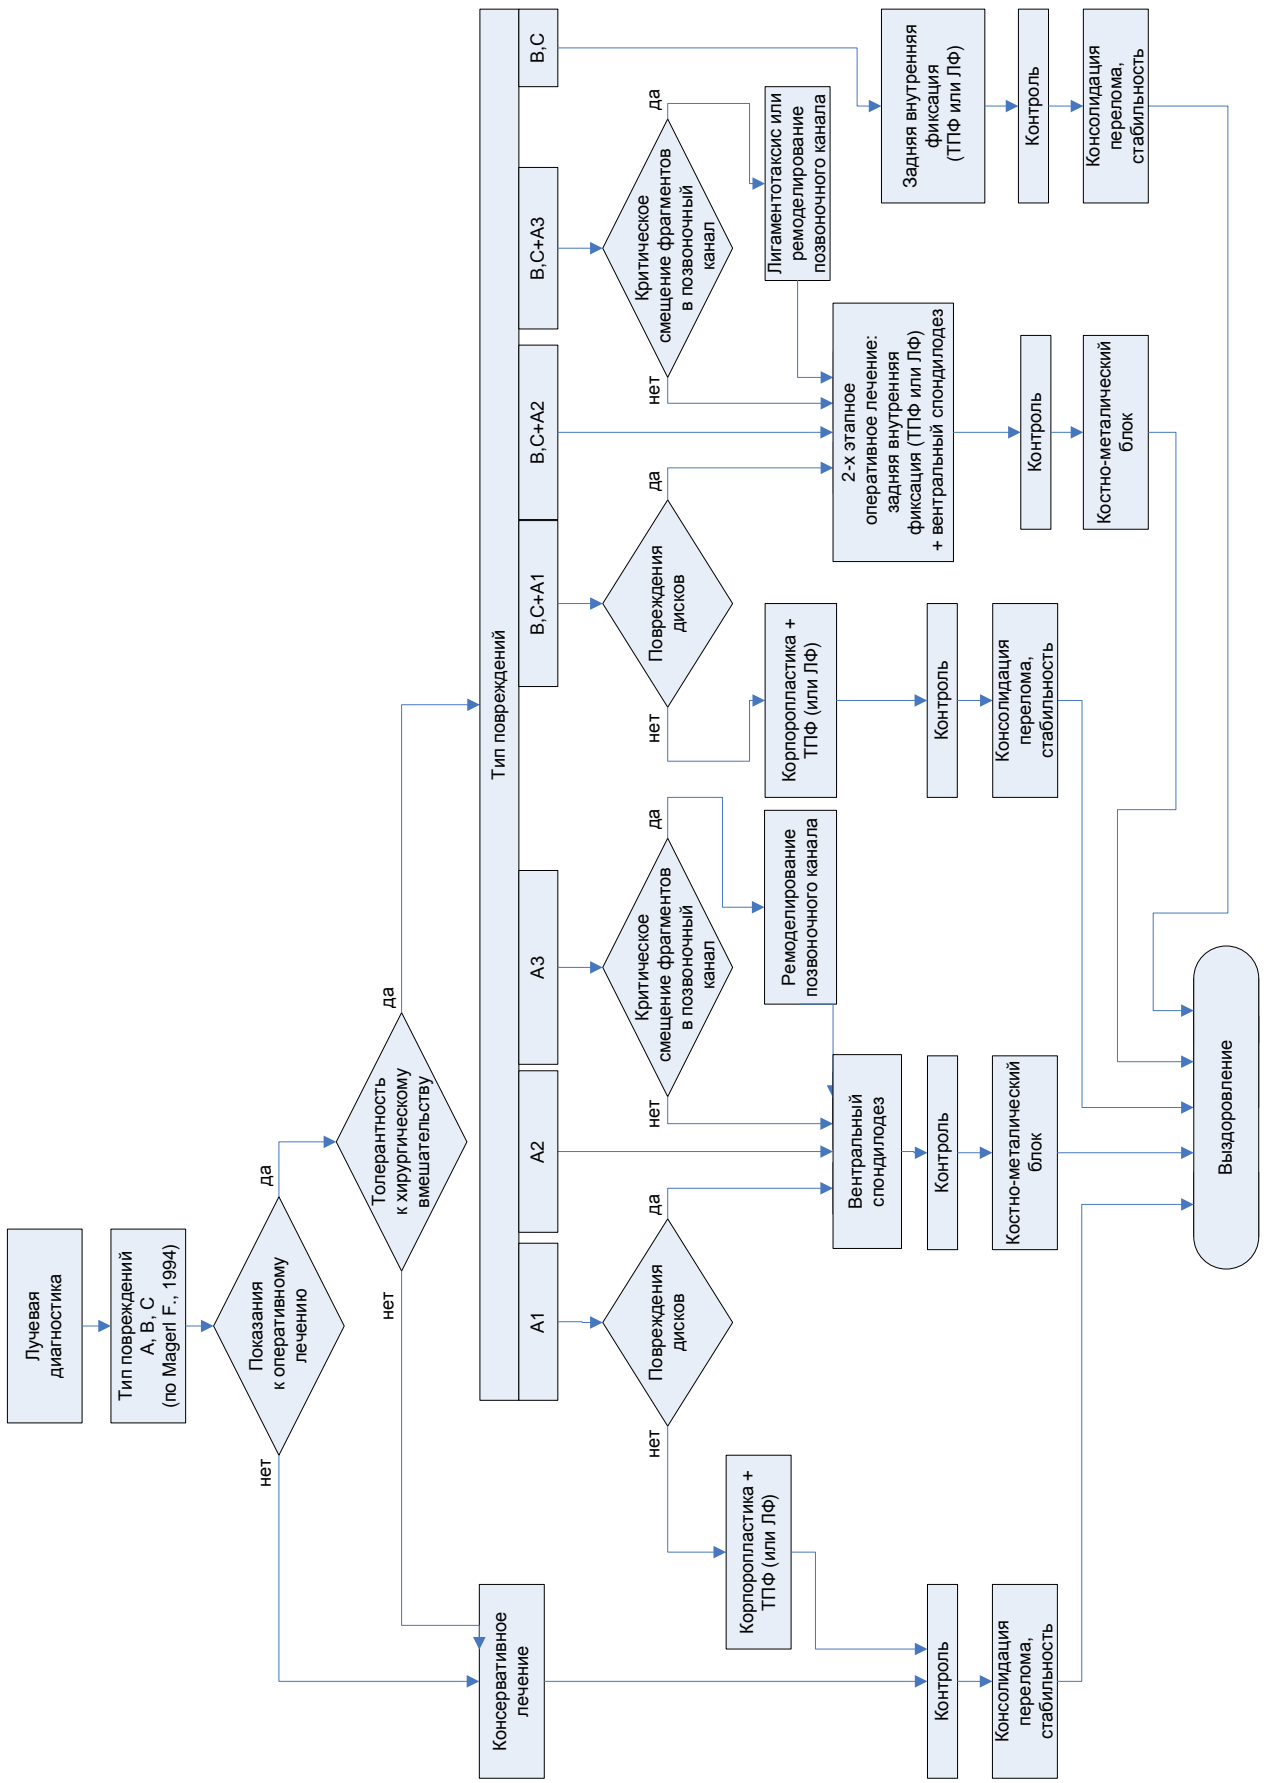 Лучевая
диагностика
Тип повреждений
А, В, С
(по Magerl F., 1994)
Показания
к оперативному
лечению
нет
да
Толерантность
к хирургическому
вмешательству
нет
да
Консервативное
лечение
Тип повреждений
А1
А2
А3
В,С+А1
В,С+А2
В,С+А3
В,С
Повреждения
дисков
нет
да
Критическое
смещение фрагментов
в позвоночный
канал
нет
да
Повреждения
дисков
нет
да
Критическое
смещение фрагментов
в позвоночный
канал
нет
да
Корпоропластика +
ТПФ (или ЛФ)
Ремоделирование
позвоночного канала
Корпоропластика +
ТПФ (или ЛФ)
Лигаментотаксис или
ремоделирование
позвоночного канала
Вентральный
спондилодез
2-х этапное
оперативное лечение:
задняя внутренняя
фиксация (ТПФ или ЛФ)
+ вентральный спондилодез
Задняя внутренняя
фиксация
(ТПФ или ЛФ)
Контроль
Контроль
Контроль
Контроль
Контроль
Консолидация
перелома,
стабильность
Костно-металический
блок
Консолидация
перелома,
стабильность
Костно-металический
блок
Консолидация
перелома,
стабильность
Выздоровление